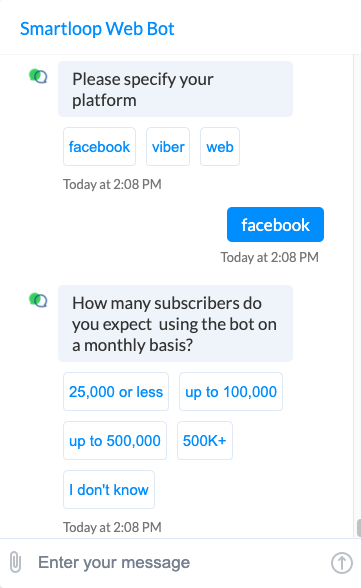 Smartloop Web Bot
Please specify your
platform
facebook viber web
Today at 2:08 PM
facebook
Today at 2:08 PM
How many subscribers do
you expect using the bot on
a monthly basis?
25,000 or less up to 100,000
up to 500,000 500K+
I don't know
Today at 2:08 PM
Enter your message